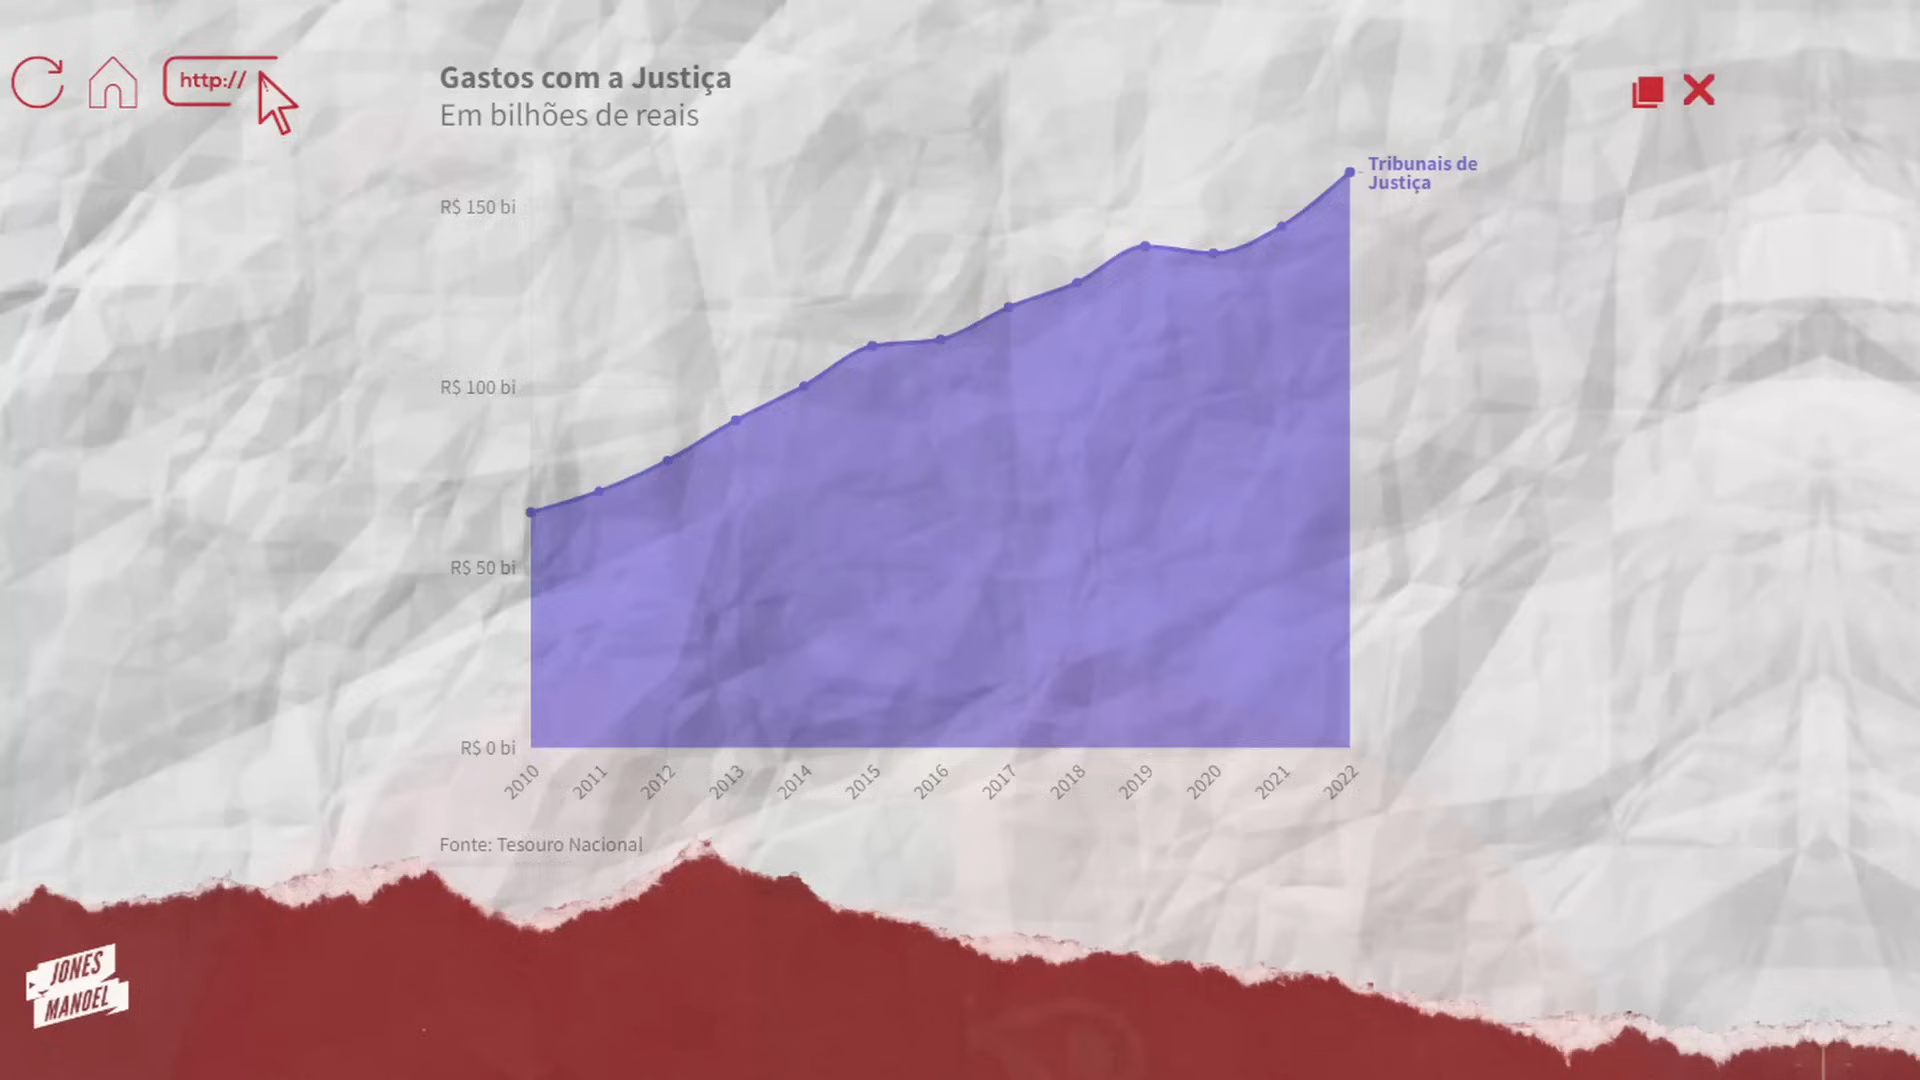 http://
Gastos com a Justiça
Em bilhões de reais
Tribunais de
Justiça
R$ 150 bi
R$ 100 bi
R$ 50 bi
R$ 0 bi
2010
2011
2012
2013
2014
2015
2016
2017
2018
2019
2020
2021
2022
Fonte: Tesouro Nacional
JONES
MANOEL